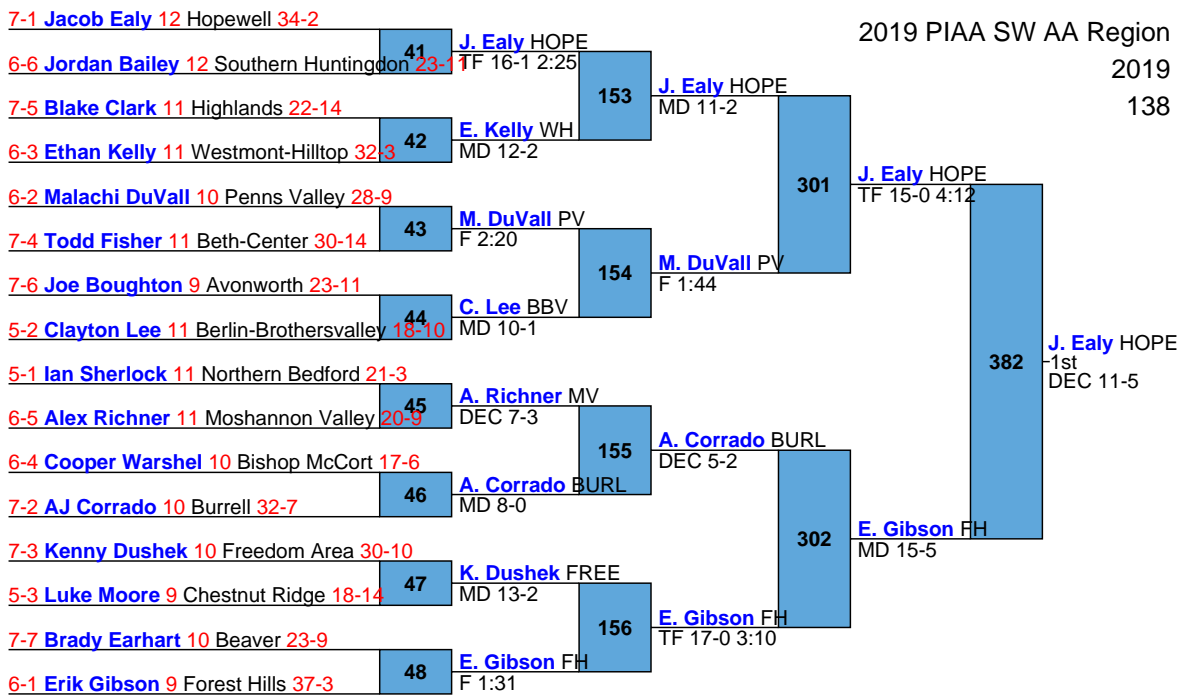 2019 PIAA SW AA Region
2019
138
7-1 Jacob Ealy 12 Hopewell 34-2
6-6 Jordan Bailey 12 Southern Huntingdon 23-11
7-5 Blake Clark 11 Highlands 22-14
6-3 Ethan Kelly 11 Westmont-Hilltop 32-3
6-2 Malachi DuVall 10 Penns Valley 28-9
7-4 Todd Fisher 11 Beth-Center 30-14
7-6 Joe Boughton 9 Avonworth 23-11
5-2 Clayton Lee 11 Berlin-Brothersvalley 18-10
5-1 Ian Sherlock 11 Northern Bedford 21-3
6-5 Alex Richner 11 Moshannon Valley 20-9
6-4 Cooper Warshel 10 Bishop McCort 17-6
7-2 AJ Corrado 10 Burrell 32-7
7-3 Kenny Dushek 10 Freedom Area 30-10
5-3 Luke Moore 9 Chestnut Ridge 18-14
7-7 Brady Earhart 10 Beaver 23-9
6-1 Erik Gibson 9 Forest Hills 37-3
41
J. Ealy HOPE
TF 16-1 2:25
42
E. Kelly WH
MD 12-2
43
M. DuVall PV
F 2:20
44
C. Lee BBV
MD 10-1
45
A. Richner MV
DEC 7-3
46
A. Corrado BURL
MD 8-0
47
K. Dushek FREE
MD 13-2
48
E. Gibson FH
F 1:31
153
J. Ealy HOPE
MD 11-2
154
M. DuVall PV
F 1:44
155
A. Corrado BURL
DEC 5-2
156
E. Gibson FH
TF 17-0 3:10
301
J. Ealy HOPE
TF 15-0 4:12
302
E. Gibson FH
MD 15-5
382
J. Ealy HOPE
1st
DEC 11-5